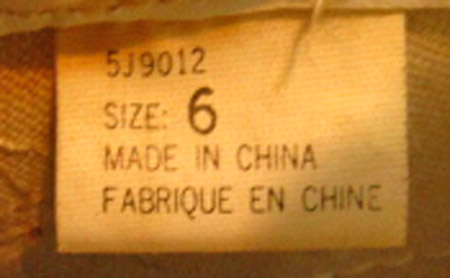 5J9012
SIZE: 6
MADE IN CHINA
FABRIQUE EN CHINE